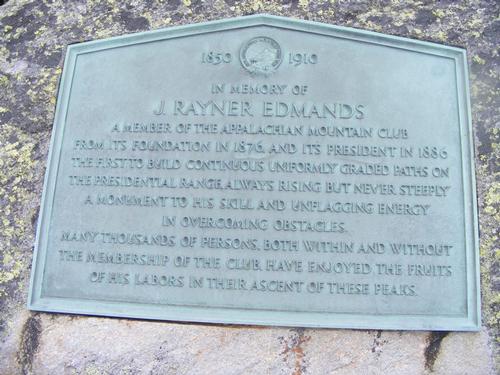 1850 1910
IN MEMORY OF
J. RAYNER EDMANDS
A MEMBER OF THE APPALACHIAN MOUNTAIN CLUB
FROM ITS FOUNDATION IN 1876, AND ITS PRESIDENT IN 1886
THE FIRST TO BUILD CONTINUOUS UNIFORMLY GRADED PATHS ON
THE PRESIDENTIAL RANGE, ALWAYS RISING BUT NEVER STEEPLY
A MONUMENT TO HIS SKILL AND UNFLAGGING ENERGY
IN OVERCOMING OBSTACLES.
MANY THOUSANDS OF PERSONS, BOTH WITHIN AND WITHOUT
THE MEMBERSHIP OF THE CLUB, HAVE ENJOYED THE FRUITS
OF HIS LABORS IN THEIR ASCENT OF THESE PEAKS.